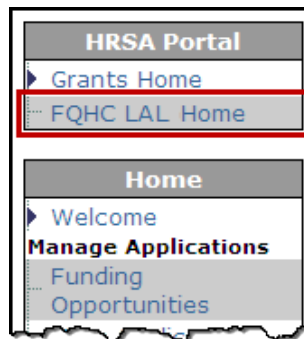 HRSA Portal
Grants Home
FQHC LAL Home
Home
Welcome
Manage Applications
Funding
Opportunities